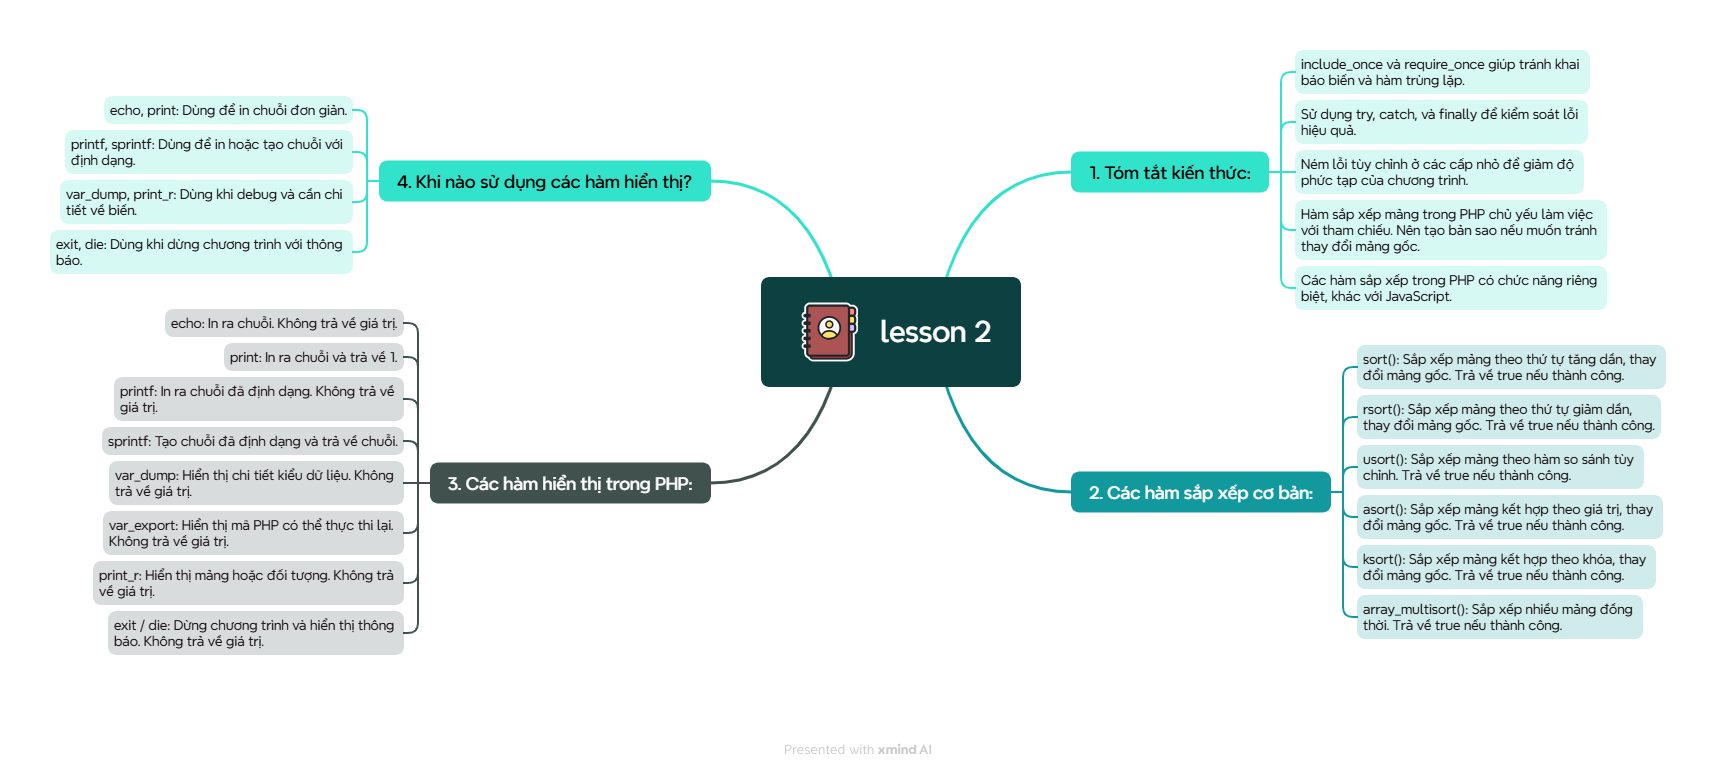 lesson 2
1. Tóm tắt kiến thức:
include_once và require_once giúp tránh khai
báo biến và hàm trùng lặp.
Sử dụng try, catch, và finally để kiểm soát lỗi
hiệu quả.
Ném lỗi tùy chỉnh ở các cấp nhỏ để giảm độ
phức tạp của chương trình.
Hàm sắp xếp mảng trong PHP chủ yếu làm việc
với tham chiếu. Nên tạo bản sao nếu muốn tránh
thay đổi mảng gốc.
Các hàm sắp xếp trong PHP có chức năng riêng
biệt, khác với JavaScript.
2. Các hàm sắp xếp cơ bản:
sort(): Sắp xếp mảng theo thứ tự tăng dần, thay
đổi mảng gốc. Trả về true nếu thành công.
rsort(): Sắp xếp mảng theo thứ tự giảm dần,
thay đổi mảng gốc. Trả về true nếu thành công.
usort(): Sắp xếp mảng theo hàm so sánh tùy
chỉnh. Trả về true nếu thành công.
asort(): Sắp xếp mảng kết hợp theo giá trị, thay
đổi mảng gốc. Trả về true nếu thành công.
ksort(): Sắp xếp mảng kết hợp theo khóa, thay
đổi mảng gốc. Trả về true nếu thành công.
array_multisort(): Sắp xếp nhiều mảng đồng
thời. Trả về true nếu thành công.
3. Các hàm hiển thị trong PHP:
echo: In ra chuỗi. Không trả về giá trị.
print: In ra chuỗi và trả về 1.
printf: In ra chuỗi đã định dạng. Không trả về
giá trị.
sprintf: Tạo chuỗi đã định dạng và trả về chuỗi.
var_dump: Hiển thị chi tiết kiểu dữ liệu. Không
trả về giá trị.
var_export: Hiển thị mã PHP có thể thực thi lại.
Không trả về giá trị.
print_r: Hiển thị mảng hoặc đối tượng. Không trả
về giá trị.
exit / die: Dừng chương trình và hiển thị thông
báo. Không trả về giá trị.
4. Khi nào sử dụng các hàm hiển thị?
echo, print: Dùng để in chuỗi đơn giản.
printf, sprintf: Dùng để in hoặc tạo chuỗi với
định dạng.
var_dump, print_r: Dùng khi debug và cần chi
tiết về biến.
exit, die: Dùng khi dừng chương trình với thông
báo.
Presented with xmind AI